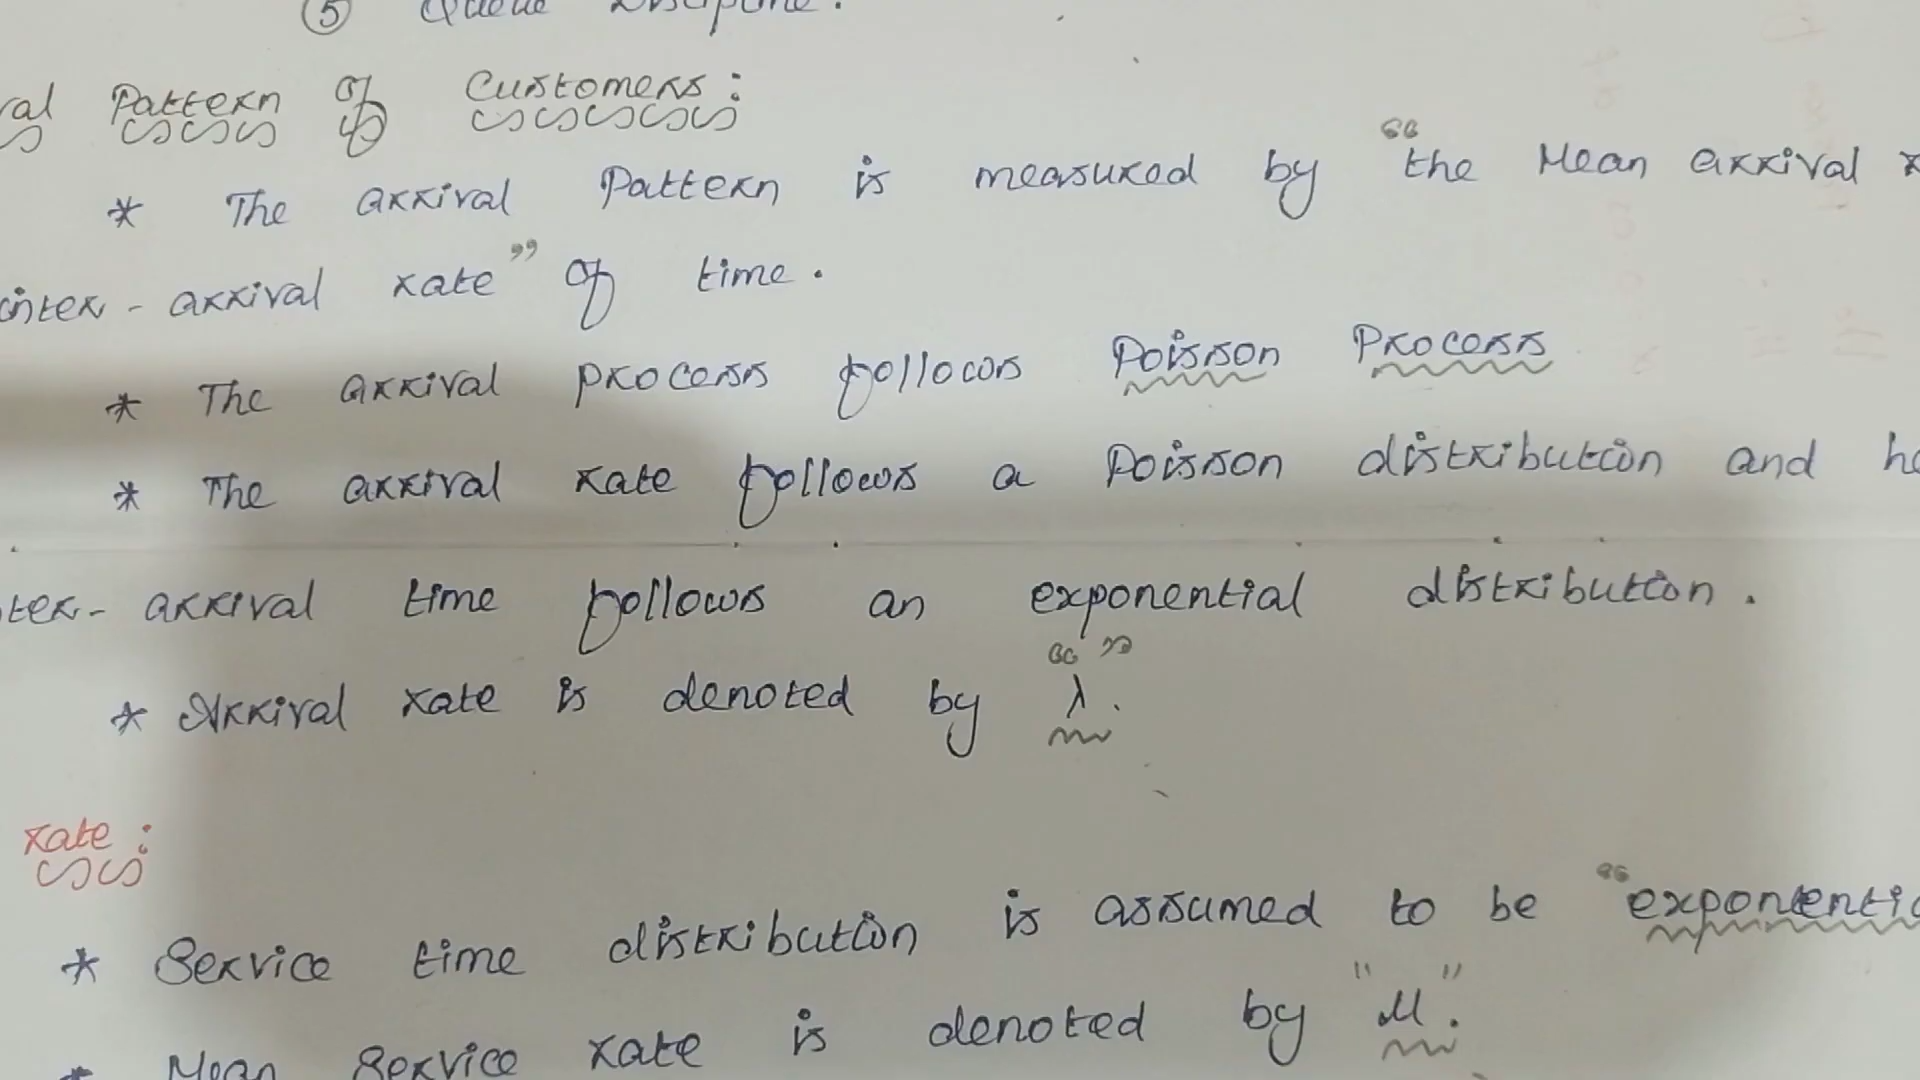 ⑤ Queue Discipline.
Pattern of Customers:
* The arrival Pattern is measured by “the Mean arrival
inter-arrival rate” of time.
* The arrival process follows Poisson Process
* The arrival rate follows a Poisson distribution and
arrival time follows an exponential distribution.
* Arrival rate is denoted by “λ”.
rate:
* Service time distribution is assumed to be “
* Mean Service rate is denoted by "μ".